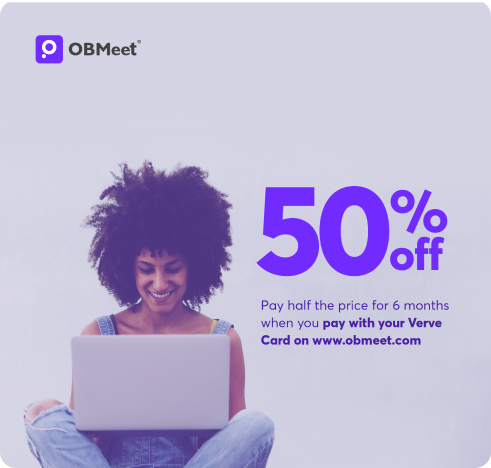 OBMeet°
50% off
Pay half the price for 6 months
when you pay with your Verve
Card on www.obmeet.com